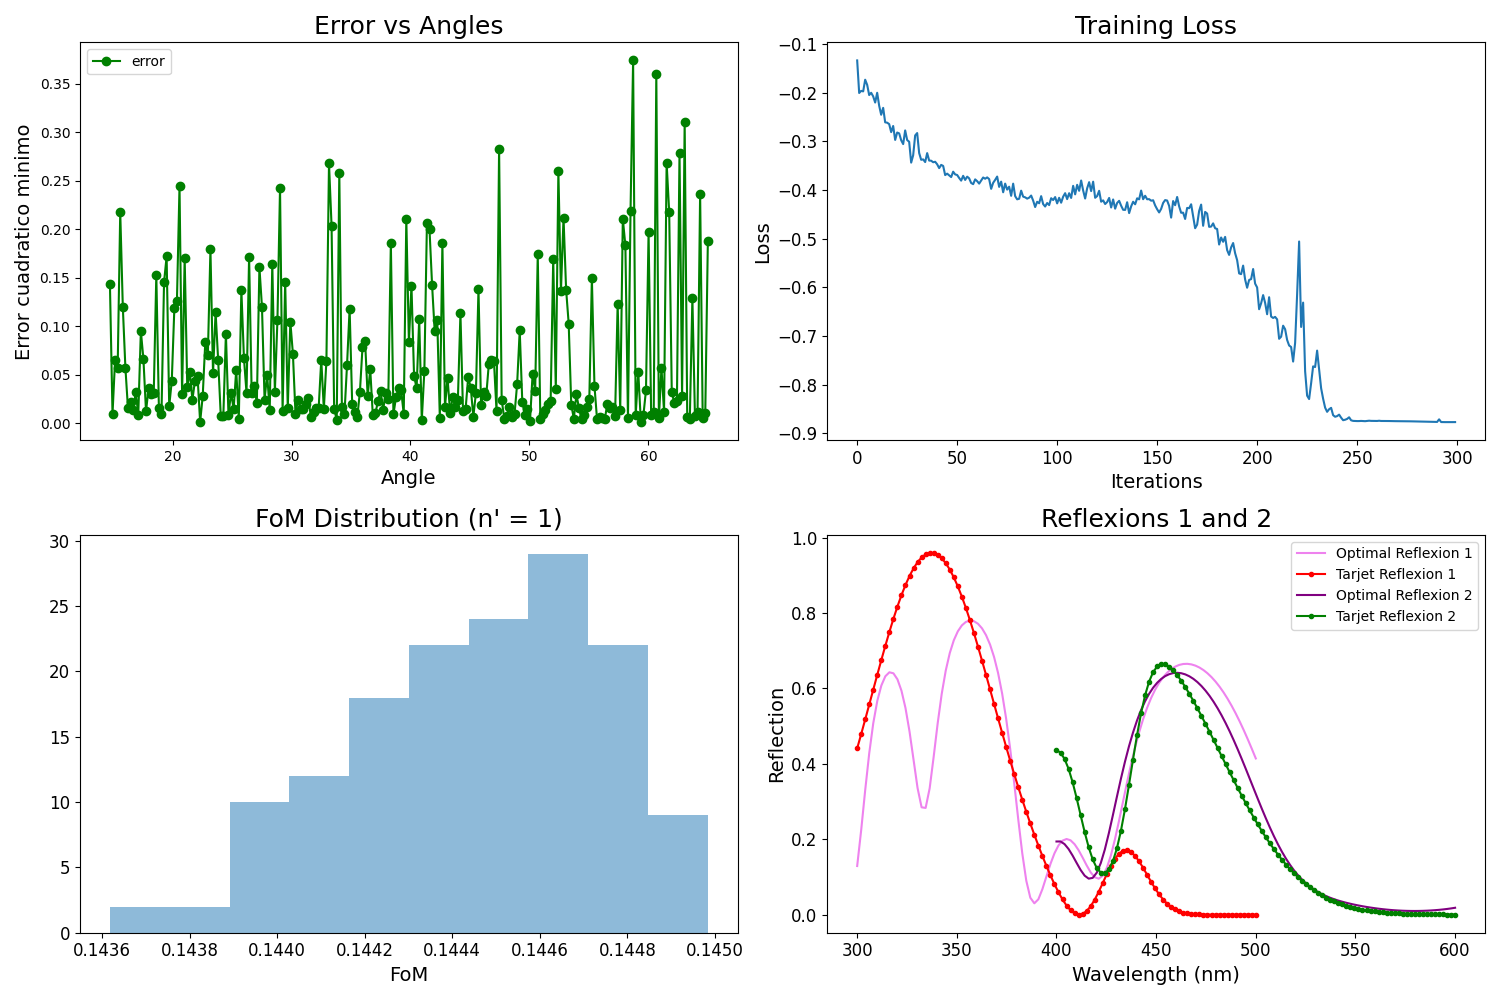 Error vs Angles
error
Error cuadratico minimo
0.35
0.30
0.25
0.20
0.15
0.10
0.05
0.00
20 30 40 50 60
Angle
Training Loss
Loss
−0.1
−0.2
−0.3
−0.4
−0.5
−0.6
−0.7
−0.8
−0.9
0 50 100 150 200 250 300
Iterations
FoM Distribution (n' = 1)
30
25
20
15
10
5
0
0.1436 0.1438 0.1440 0.1442 0.1444 0.1446 0.1448 0.1450
FoM
Reflexions 1 and 2
Optimal Reflexion 1
Tarjet Reflexion 1
Optimal Reflexion 2
Tarjet Reflexion 2
Reflection
1.0
0.8
0.6
0.4
0.2
0.0
300 350 400 450 500 550 600
Wavelength (nm)